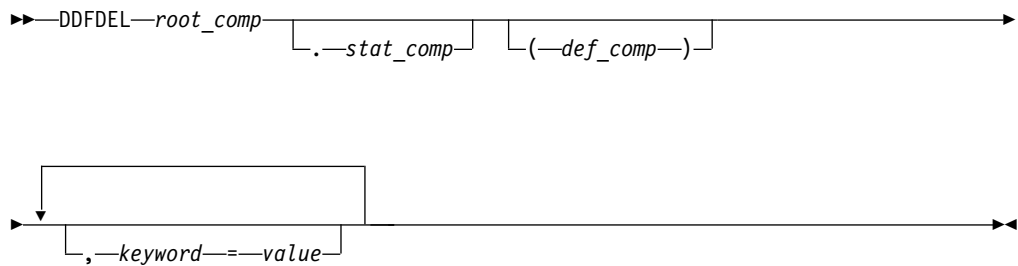 DDFDEL root_comp
. stat_comp ( def_comp )
, keyword = value